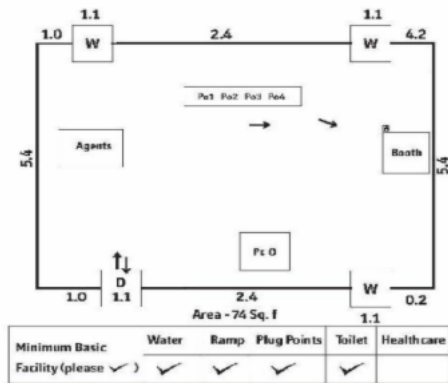 1.1 1.1
1.0 W 2.4 W 4.2
Po1 Po2 Po3 Po4
5.4 Agents Booth 5.4
Ps O
D
1.0 1.1 2.4 W 0.2
1.1
Area - 74 Sq. f
Minimum Basic Water Ramp Plug Points Toilet Healthcare
Facility (please ✓) ✓ ✓ ✓ ✓